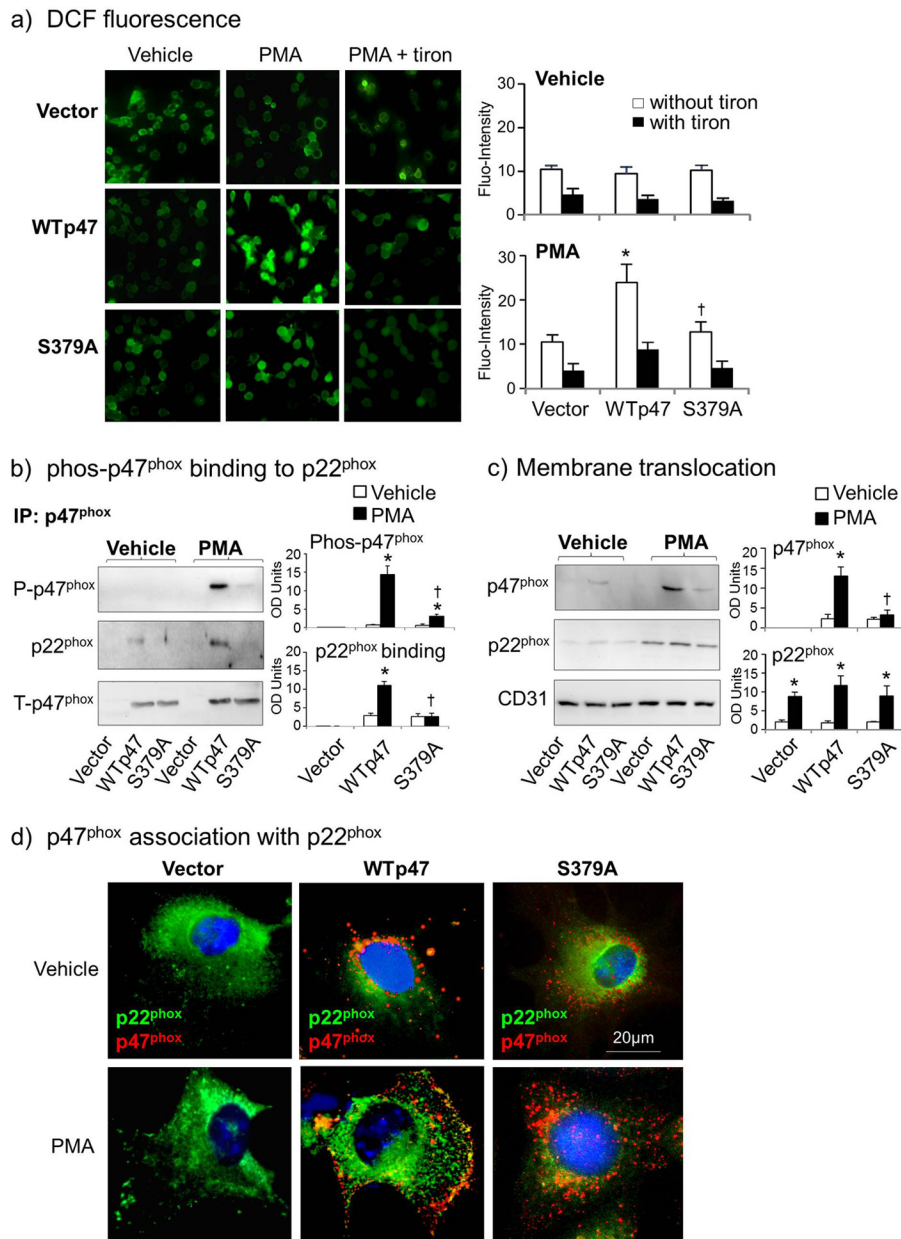 a) DCF fluorescence
Vehicle PMA PMA + tiron
Vector
WTp47
S379A
Vehicle
without tiron
with tiron
Fluo-Intensity
30
20
10
0
PMA
*
†
Fluo-Intensity
30
20
10
0
Vector WTp47 S379A
b) phos-p47phox binding to p22phox
IP: p47phox
Vehicle PMA
P-p47phox
p22phox
T-p47phox
Vector WTp47 S379A Vector WTp47 S379A
Vehicle
PMA
Phos-p47phox
OD Units
20
15
10
5
0
*
†
*
p22phox binding
OD Units
20
15
10
5
0
*
†
Vector WTp47 S379A
c) Membrane translocation
Vehicle PMA
p47phox
p22phox
CD31
Vector WTp47 S379A Vector WTp47 S379A
Vehicle
PMA
p47phox
OD Units
20
15
10
5
0
*
†
p22phox
OD Units
20
15
10
5
0
* * *
Vector WTp47 S379A
d) p47phox association with p22phox
Vector WTp47 S379A
Vehicle
p22phox p22phox p22phox
p47phox p47phox p47phox
20µm
PMA